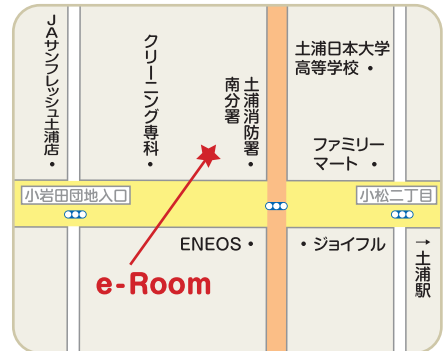 JAサンフレッシュ土浦店・
クリーニング専科・
土浦消防署・
南分署
土浦日本大学
高等学校・
ファミリー
マート・
小岩田団地入口
小松二丁目
ENEOS・
・ジョイフル
→土浦駅
e-Room